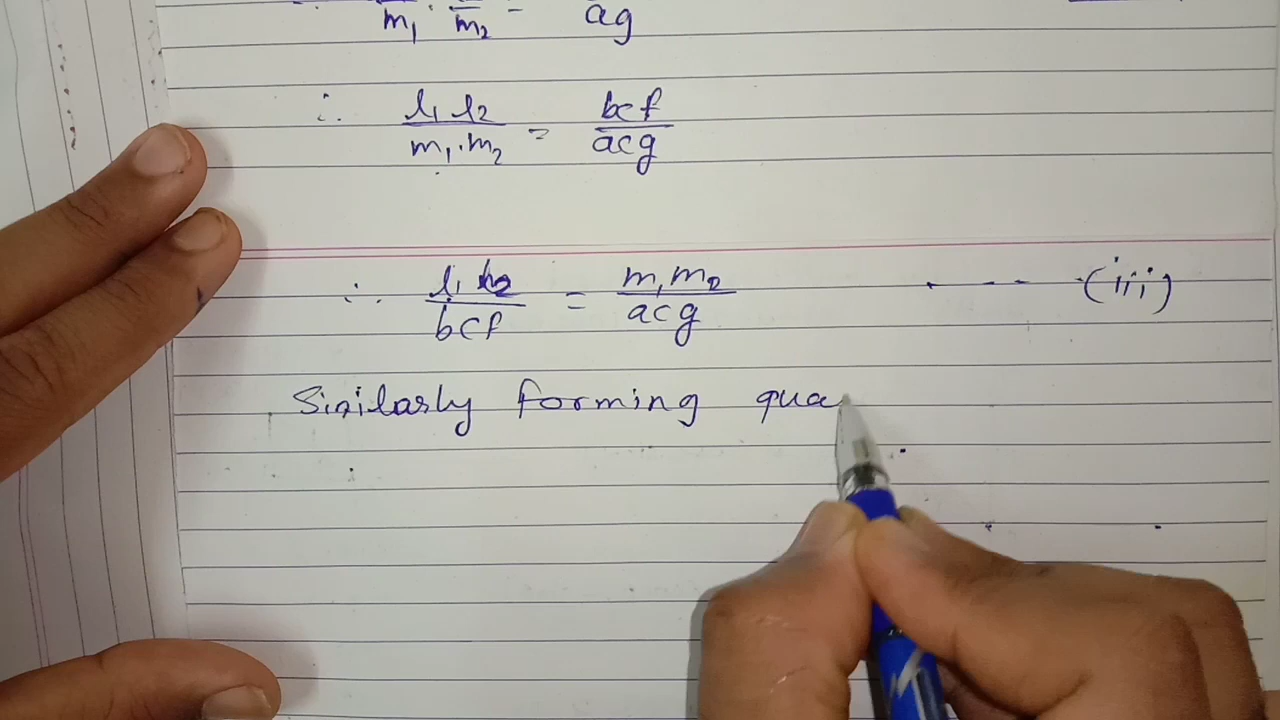 m₁ · m₂ = ag
∴ l₁ l₂ / m₁.m₂ = bcf / acg
∴ l₁ l₂ / bcf = m₁m₂ / acg ---- (iii)
Similarly forming qua